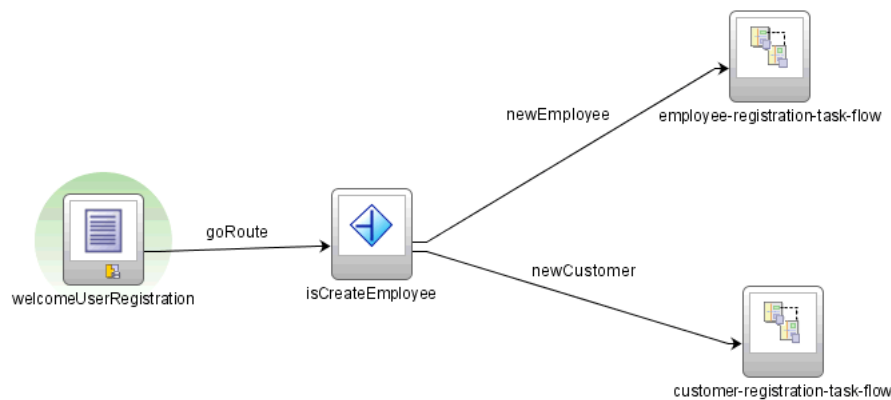 newEmployee
employee-registration-task-flow
goRoute
welcomeUserRegistration
isCreateEmployee
newCustomer
customer-registration-task-flow